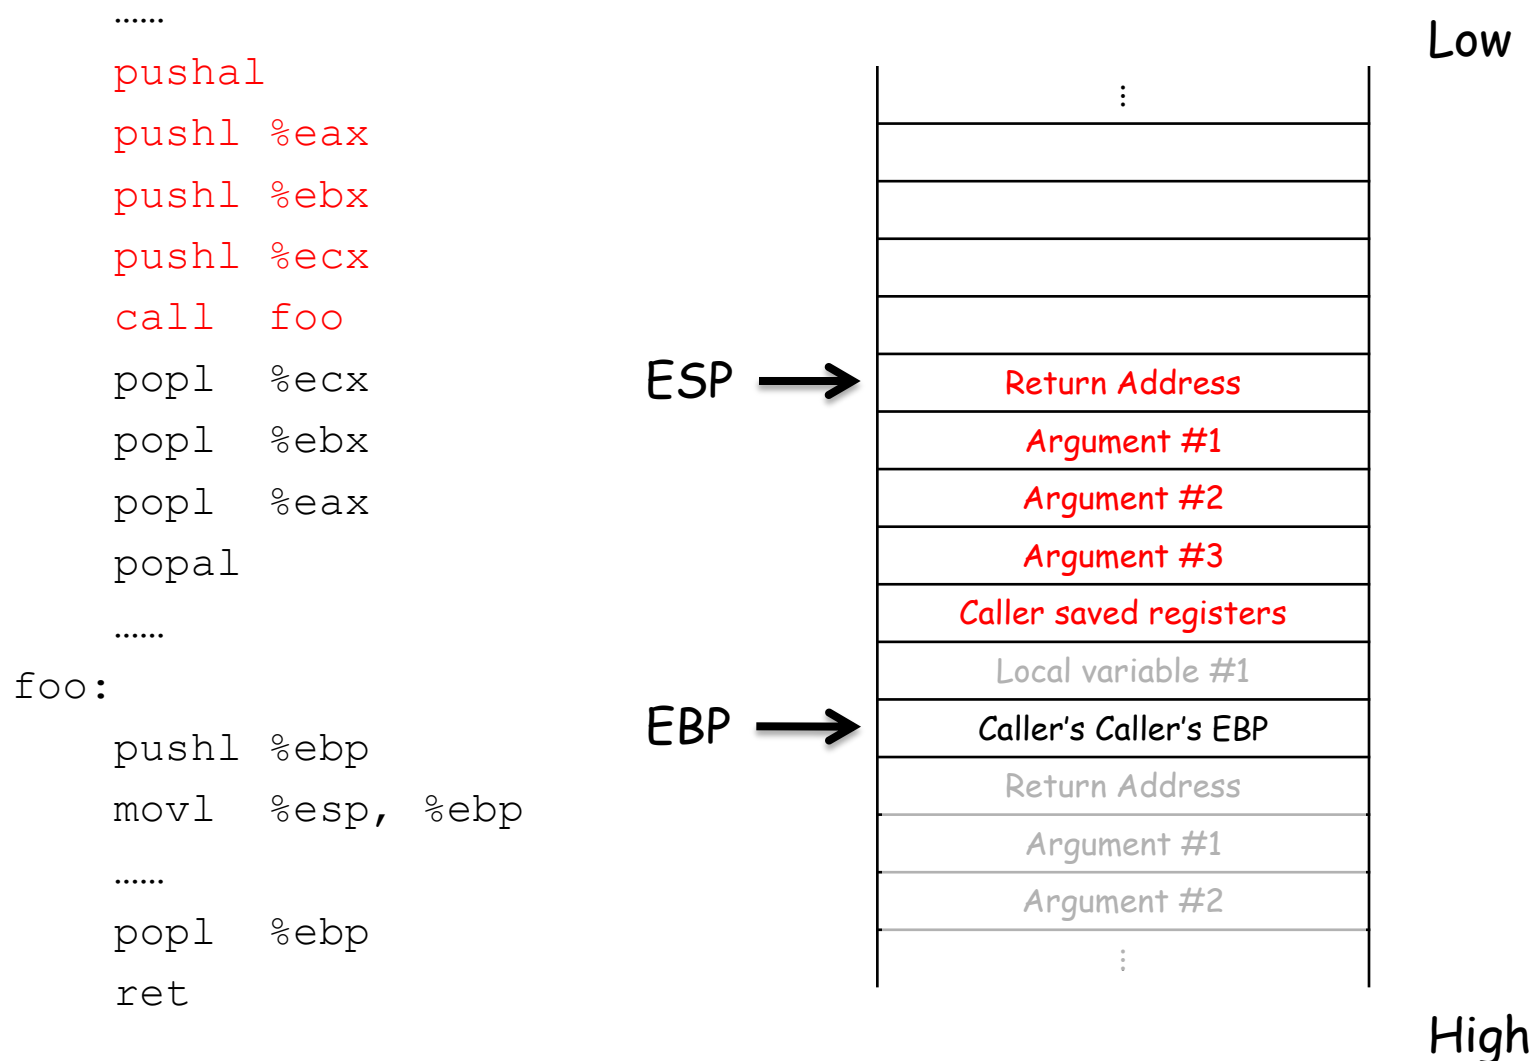 ……
pushal
pushl %eax
pushl %ebx
pushl %ecx
call foo
popl %ecx
popl %ebx
popl %eax
popal
……
foo:
pushl %ebp
movl %esp, %ebp
……
popl %ebp
ret
ESP
EBP
Low
⋮
Return Address
Argument #1
Argument #2
Argument #3
Caller saved registers
Local variable #1
Caller's Caller's EBP
Return Address
Argument #1
Argument #2
⋮
High